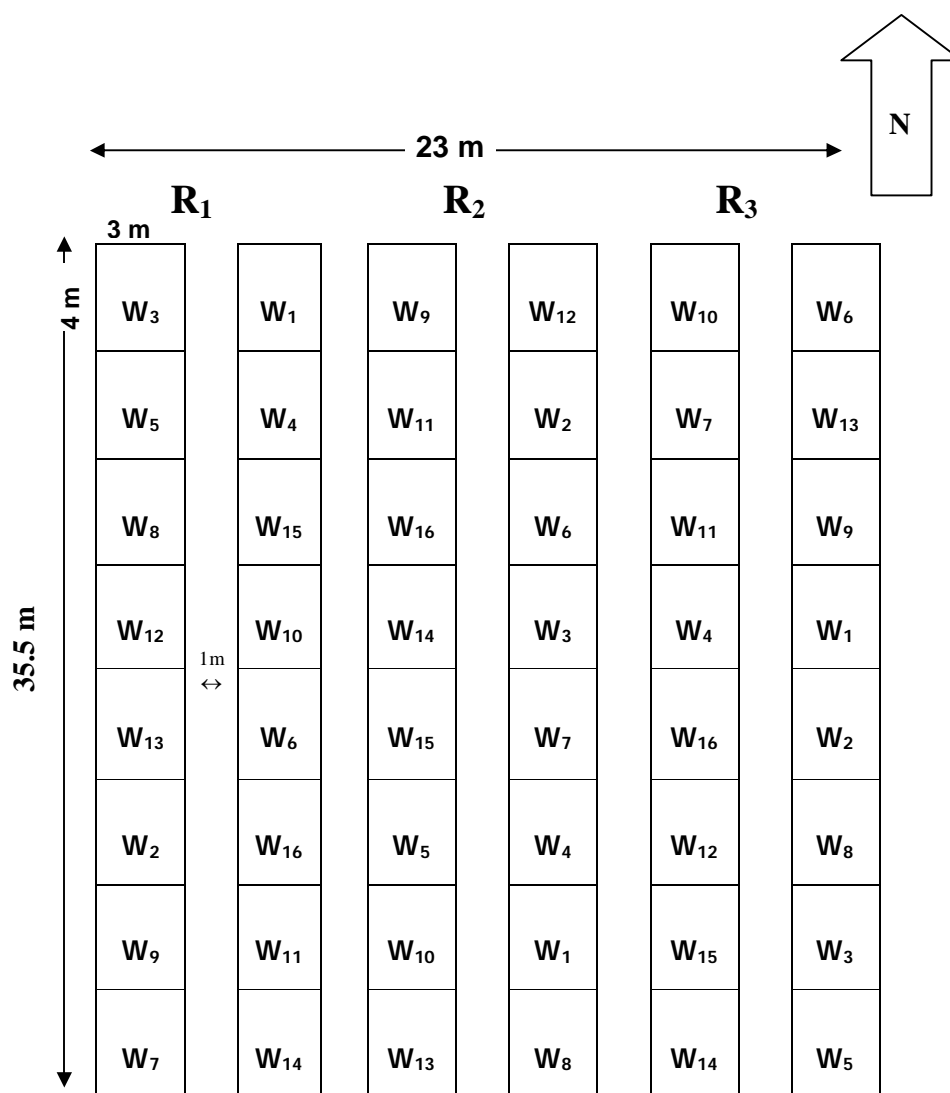 N
23 m
R₁ R₂ R₃
3 m
4 m
W₃ W₁ W₉ W₁₂ W₁₀ W₆
W₅ W₄ W₁₁ W₂ W₇ W₁₃
W₈ W₁₅ W₁₆ W₆ W₁₁ W₉
W₁₂ W₁₀ W₁₄ W₃ W₄ W₁
35.5 m
1m
↔
W₁₃ W₆ W₁₅ W₇ W₁₆ W₂
W₂ W₁₆ W₅ W₄ W₁₂ W₈
W₉ W₁₁ W₁₀ W₁ W₁₅ W₃
W₇ W₁₄ W₁₃ W₈ W₁₄ W₅